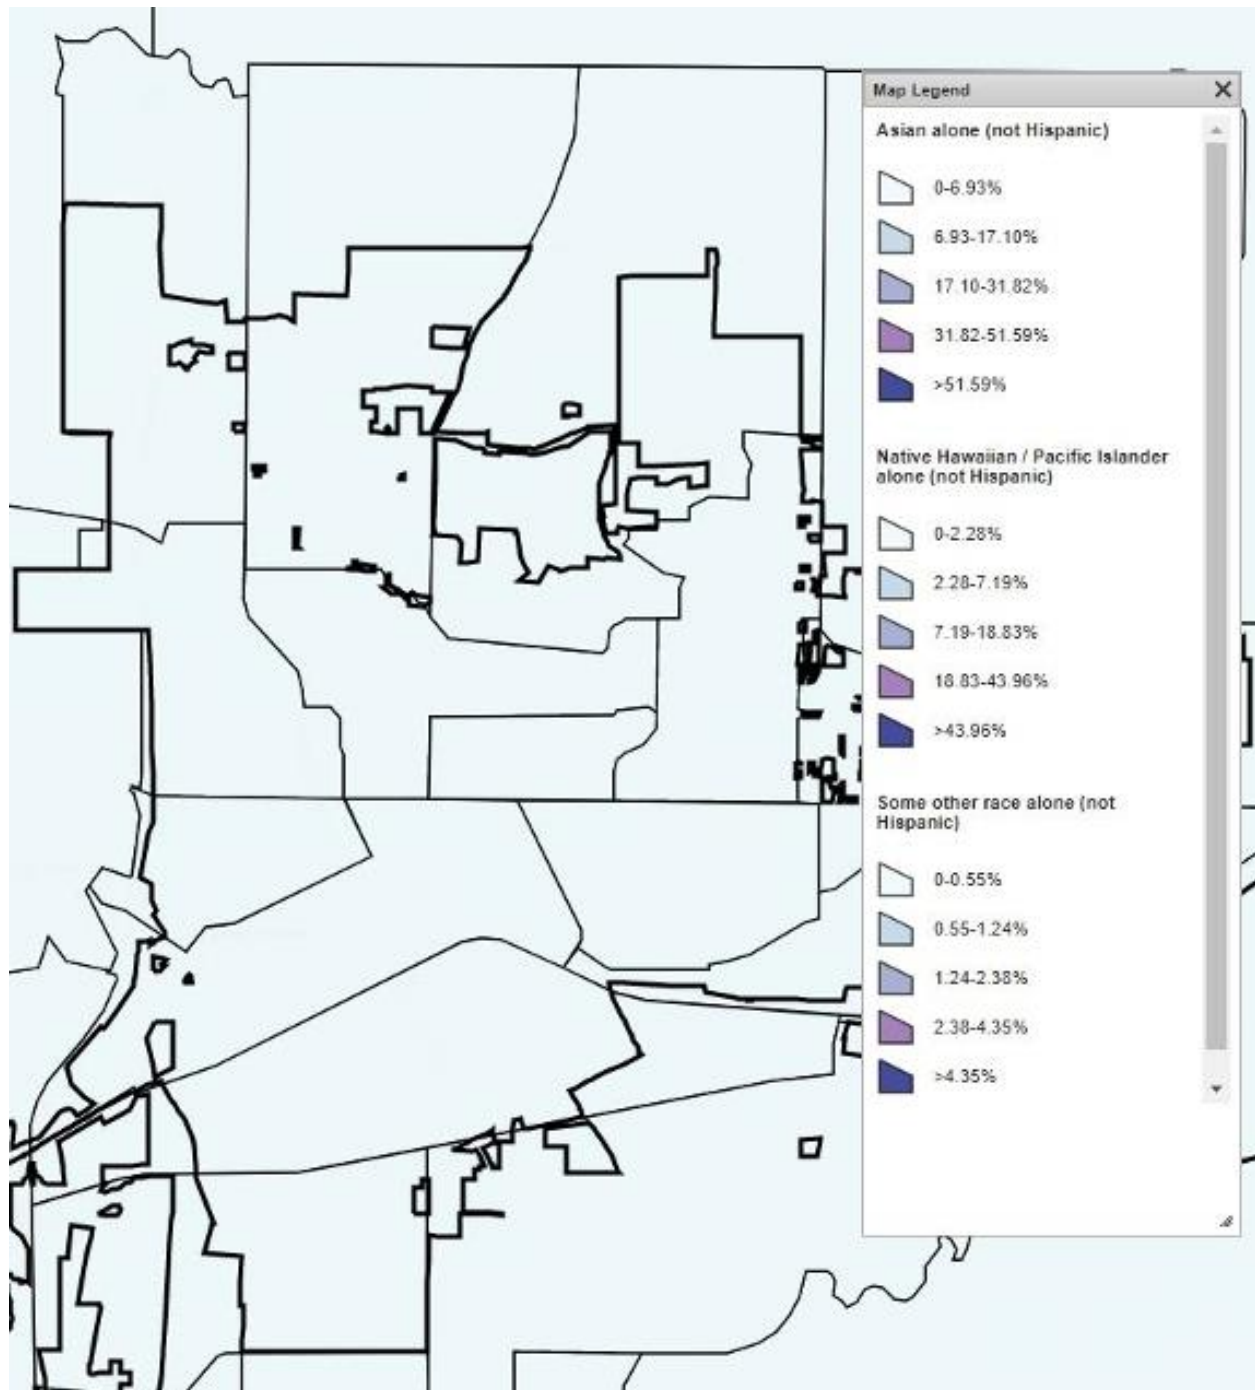 Map Legend
Asian alone (not Hispanic)
0-6.93%
6.93-17.10%
17.10-31.82%
31.82-51.59%
>51.59%
Native Hawaiian / Pacific Islander
alone (not Hispanic)
0-2.28%
2.28-7.19%
7.19-18.83%
18.83-43.96%
>43.96%
Some other race alone (not
Hispanic)
0-0.55%
0.55-1.24%
1.24-2.38%
2.38-4.35%
>4.35%